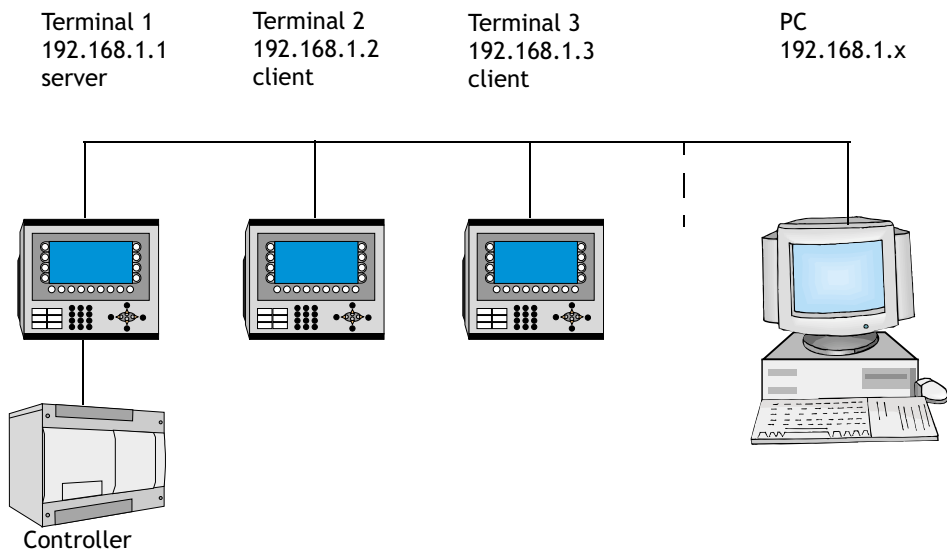 Terminal 1
192.168.1.1
server
Terminal 2
192.168.1.2
client
Terminal 3
192.168.1.3
client
PC
192.168.1.x
Controller